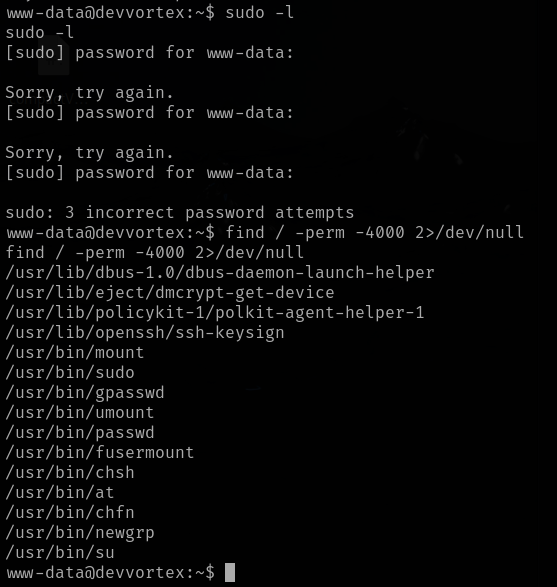 www-data@devvortex:~$ sudo -l
sudo -l
[sudo] password for www-data:
Sorry, try again.
[sudo] password for www-data:
Sorry, try again.
[sudo] password for www-data:
sudo: 3 incorrect password attempts
www-data@devvortex:~$ find / -perm -4000 2>/dev/null
find / -perm -4000 2>/dev/null
/usr/lib/dbus-1.0/dbus-daemon-launch-helper
/usr/lib/eject/dmcrypt-get-device
/usr/lib/policykit-1/polkit-agent-helper-1
/usr/lib/openssh/ssh-keysign
/usr/bin/mount
/usr/bin/sudo
/usr/bin/gpasswd
/usr/bin/umount
/usr/bin/passwd
/usr/bin/fusermount
/usr/bin/chsh
/usr/bin/at
/usr/bin/chfn
/usr/bin/newgrp
/usr/bin/su
www-data@devvortex:~$